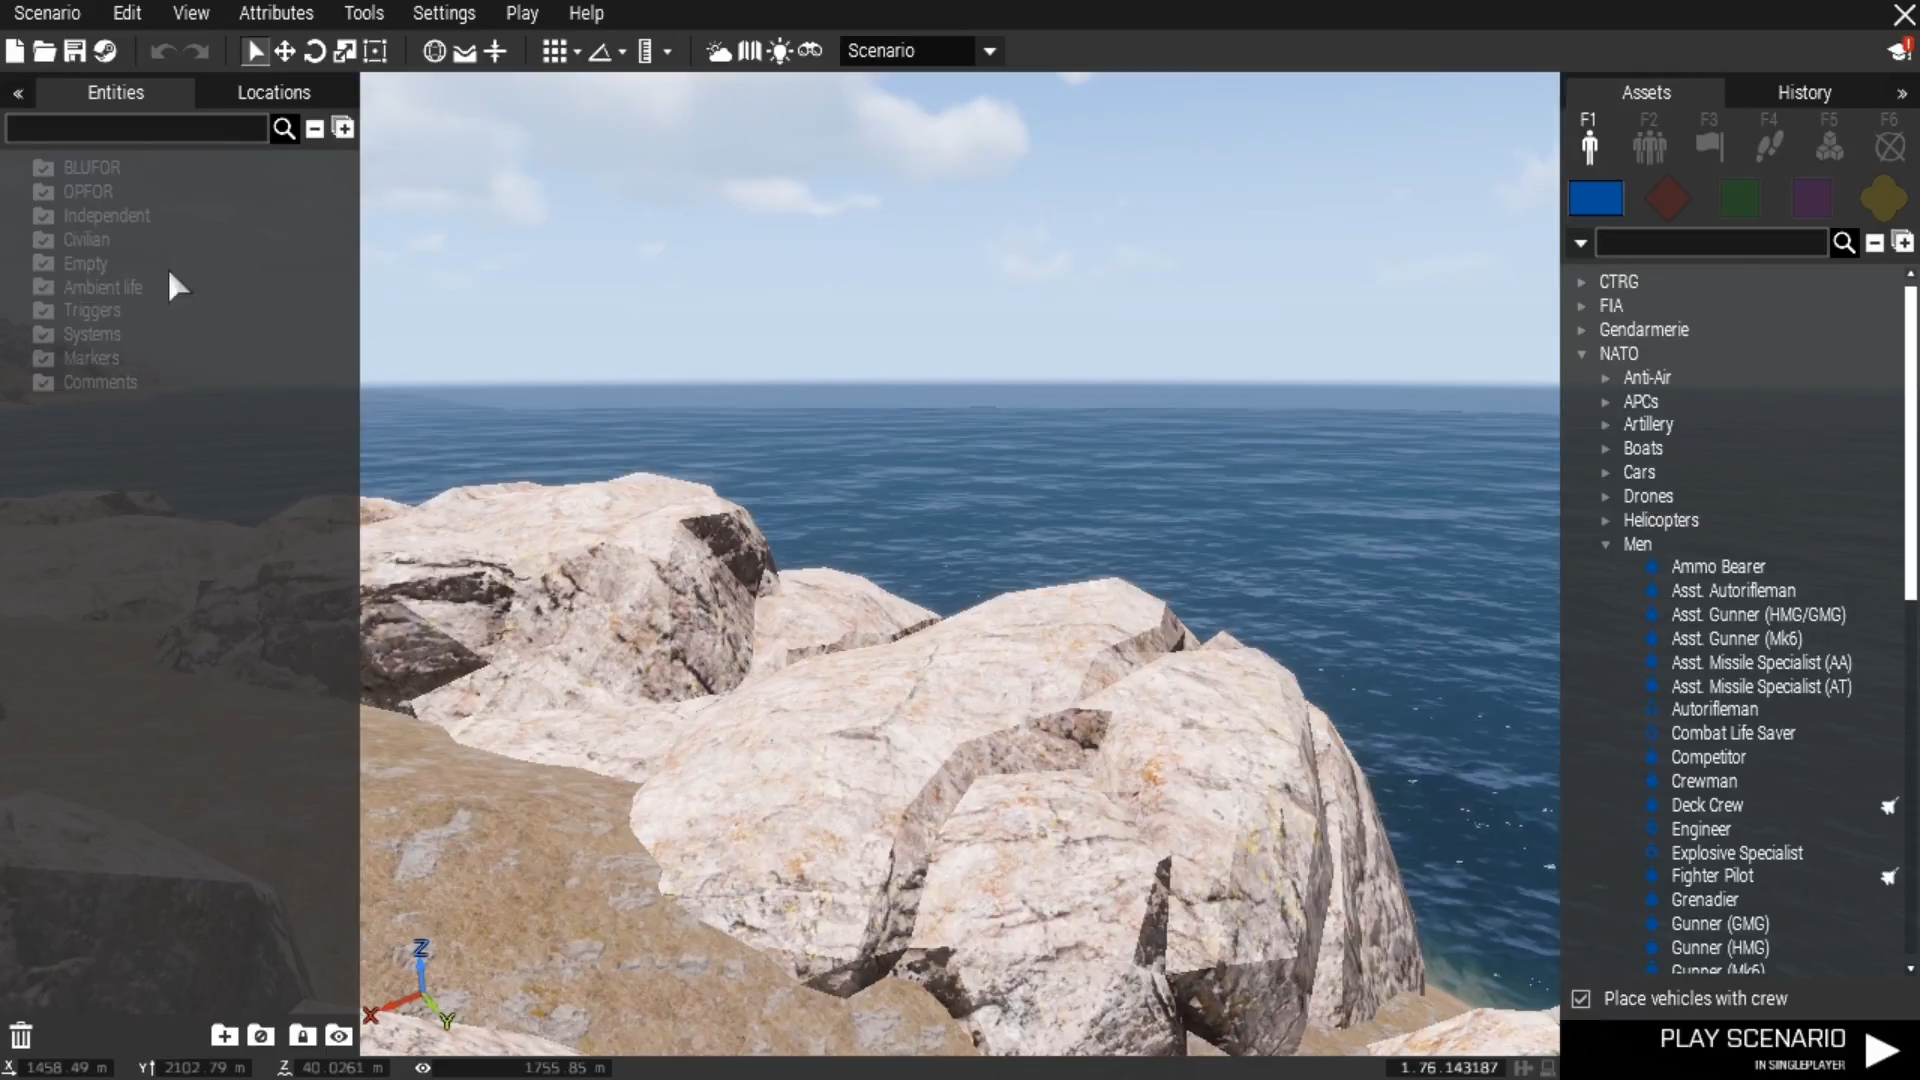 Scenario Edit View Attributes Tools Settings Play Help
Scenario
« Entities Locations
Assets History »
F1 F2 F3 F4 F5 F6
BLUFOR
OPFOR
Independent
Civilian
Empty
Ambient life
Triggers
Systems
Markers
Comments
CTRG
FIA
Gendarmerie
NATO
Anti-Air
APCs
Artillery
Boats
Cars
Drones
Helicopters
Men
Ammo Bearer
Asst. Autorifleman
Asst. Gunner (HMG/GMG)
Asst. Gunner (Mk6)
Asst. Missile Specialist (AA)
Asst. Missile Specialist (AT)
Autorifleman
Combat Life Saver
Competitor
Crewman
Deck Crew
Engineer
Explosive Specialist
Fighter Pilot
Grenadier
Gunner (GMG)
Gunner (HMG)
Gunner (Mk6)
Place vehicles with crew
PLAY SCENARIO
IN SINGLEPLAYER
Z
X
Y
X 1458.49 m Y 2102.79 m Z 40.0261 m 1755.85 m 1.76.143187